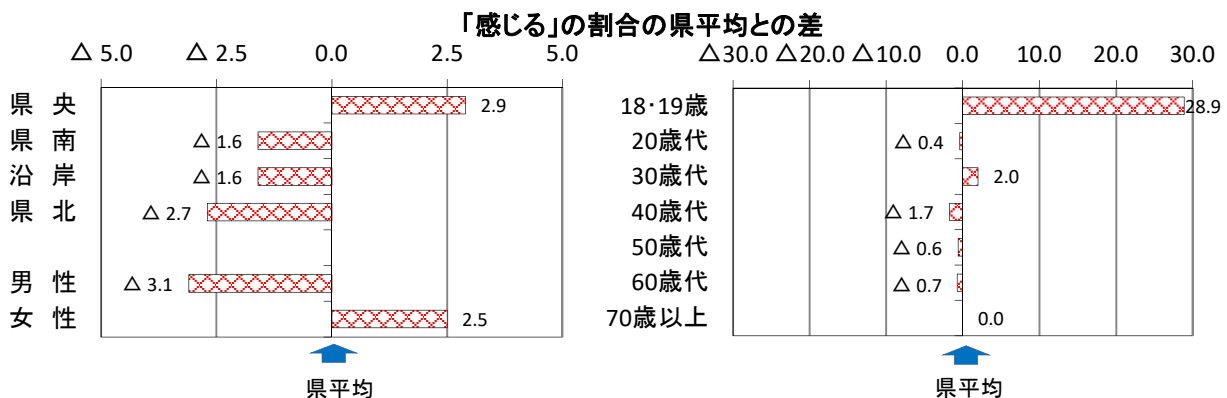 「感じる」の割合の県平均との差
△ 5.0 △ 2.5 0.0 2.5 5.0
県 央 2.9
県 南 △ 1.6
沿 岸 △ 1.6
県 北 △ 2.7
男 性 △ 3.1
女 性 2.5
県平均
△30.0 △20.0 △10.0 0.0 10.0 20.0 30.0
18･19歳 28.9
20歳代 △ 0.4
30歳代 2.0
40歳代 △ 1.7
50歳代 △ 0.6
60歳代 △ 0.7
70歳以上 0.0
県平均